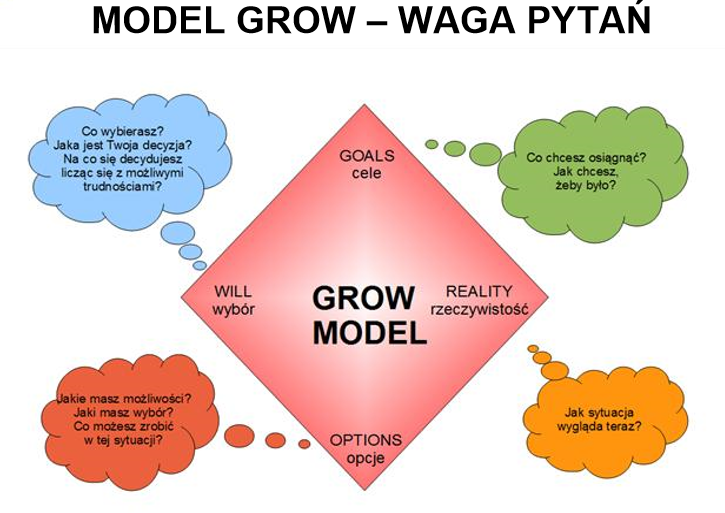 MODEL GROW – WAGA PYTAŃ
Co wybierasz?
Jaka jest Twoja decyzja?
Na co się decydujesz
licząc się z możliwymi
trudnościami?
GOALS
cele
Co chcesz osiągnąć?
Jak chcesz,
żeby było?
WILL
wybór
GROW
MODEL
REALITY
rzeczywistość
Jakie masz możliwości?
Jaki masz wybór?
Co możesz zrobić
w tej sytuacji?
OPTIONS
opcje
Jak sytuacja
wygląda teraz?